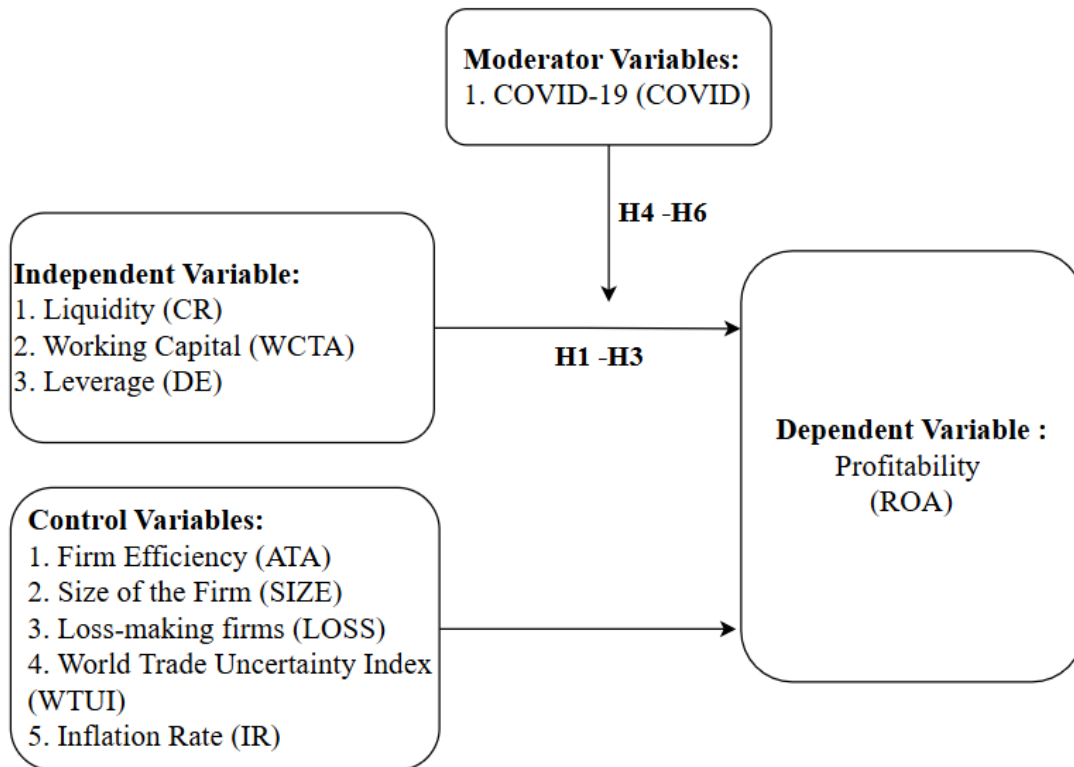 Moderator Variables:
1. COVID-19 (COVID)
H4 -H6
Independent Variable:
1. Liquidity (CR)
2. Working Capital (WCTA)
3. Leverage (DE)
H1 -H3
Dependent Variable :
Profitability
(ROA)
Control Variables:
1. Firm Efficiency (ATA)
2. Size of the Firm (SIZE)
3. Loss-making firms (LOSS)
4. World Trade Uncertainty Index
(WTUI)
5. Inflation Rate (IR)